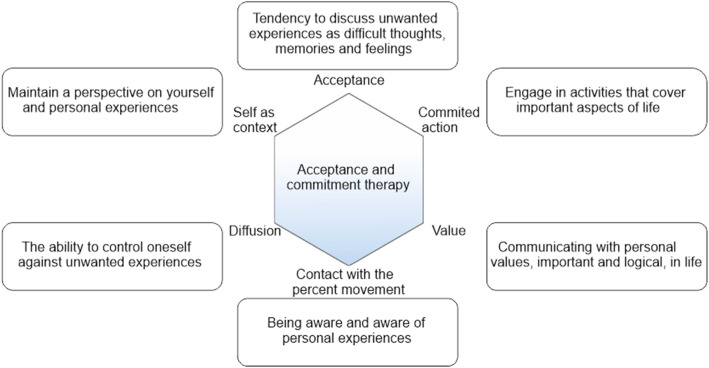 Tendency to discuss unwanted
experiences as difficult thoughts,
memories and feelings
Acceptance
Maintain a perspective on yourself
and personal experiences
Self as
context
Commited
action
Engage in activities that cover
important aspects of life
Acceptance and
commitment therapy
The ability to control oneself
against unwanted experiences
Diffusion
Value
Communicating with personal
values, important and logical, in life
Contact with the
percent movement
Being aware and aware of
personal experiences